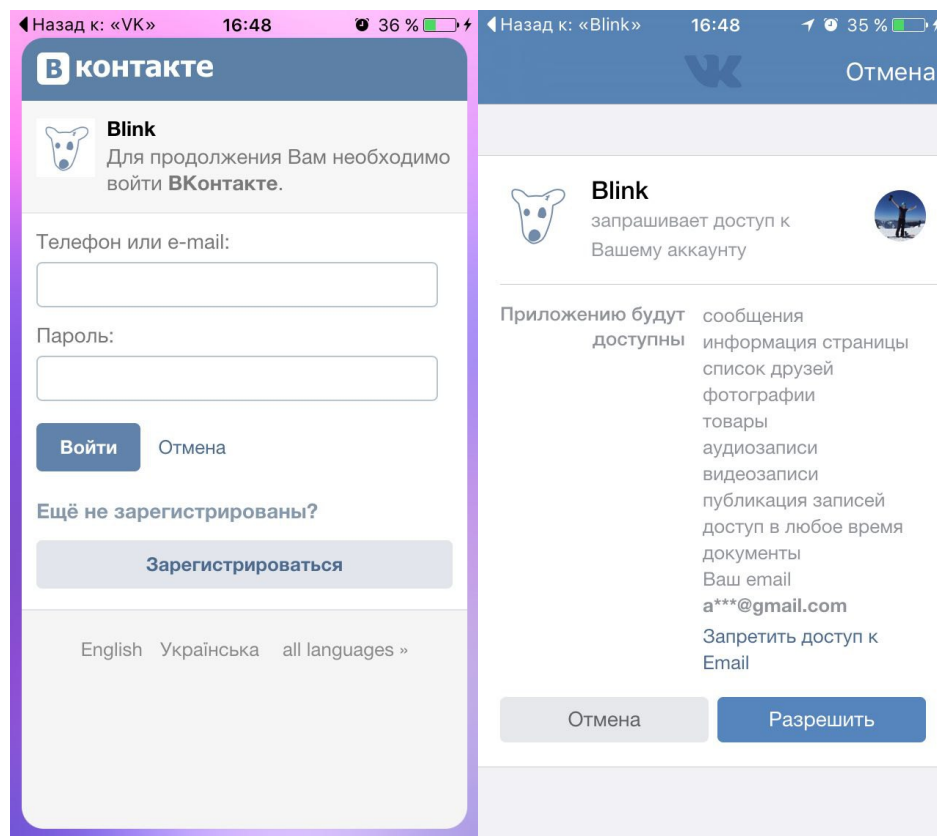 Назад к: «VK» 16:48 36 %
В контакте
Blink
Для продолжения Вам необходимо
войти ВКонтакте.
Телефон или e-mail:
Пароль:
Войти Отмена
Ещё не зарегистрированы?
Зарегистрироваться
English Українська all languages »
Назад к: «Blink» 16:48 35 %
VK Отмена
Blink
запрашивает доступ к
Вашему аккаунту
Приложению будут
доступны
сообщения
информация страницы
список друзей
фотографии
товары
аудиозаписи
видеозаписи
публикация записей
доступ в любое время
документы
Ваш email
a***@gmail.com
Запретить доступ к
Email
Отмена Разрешить